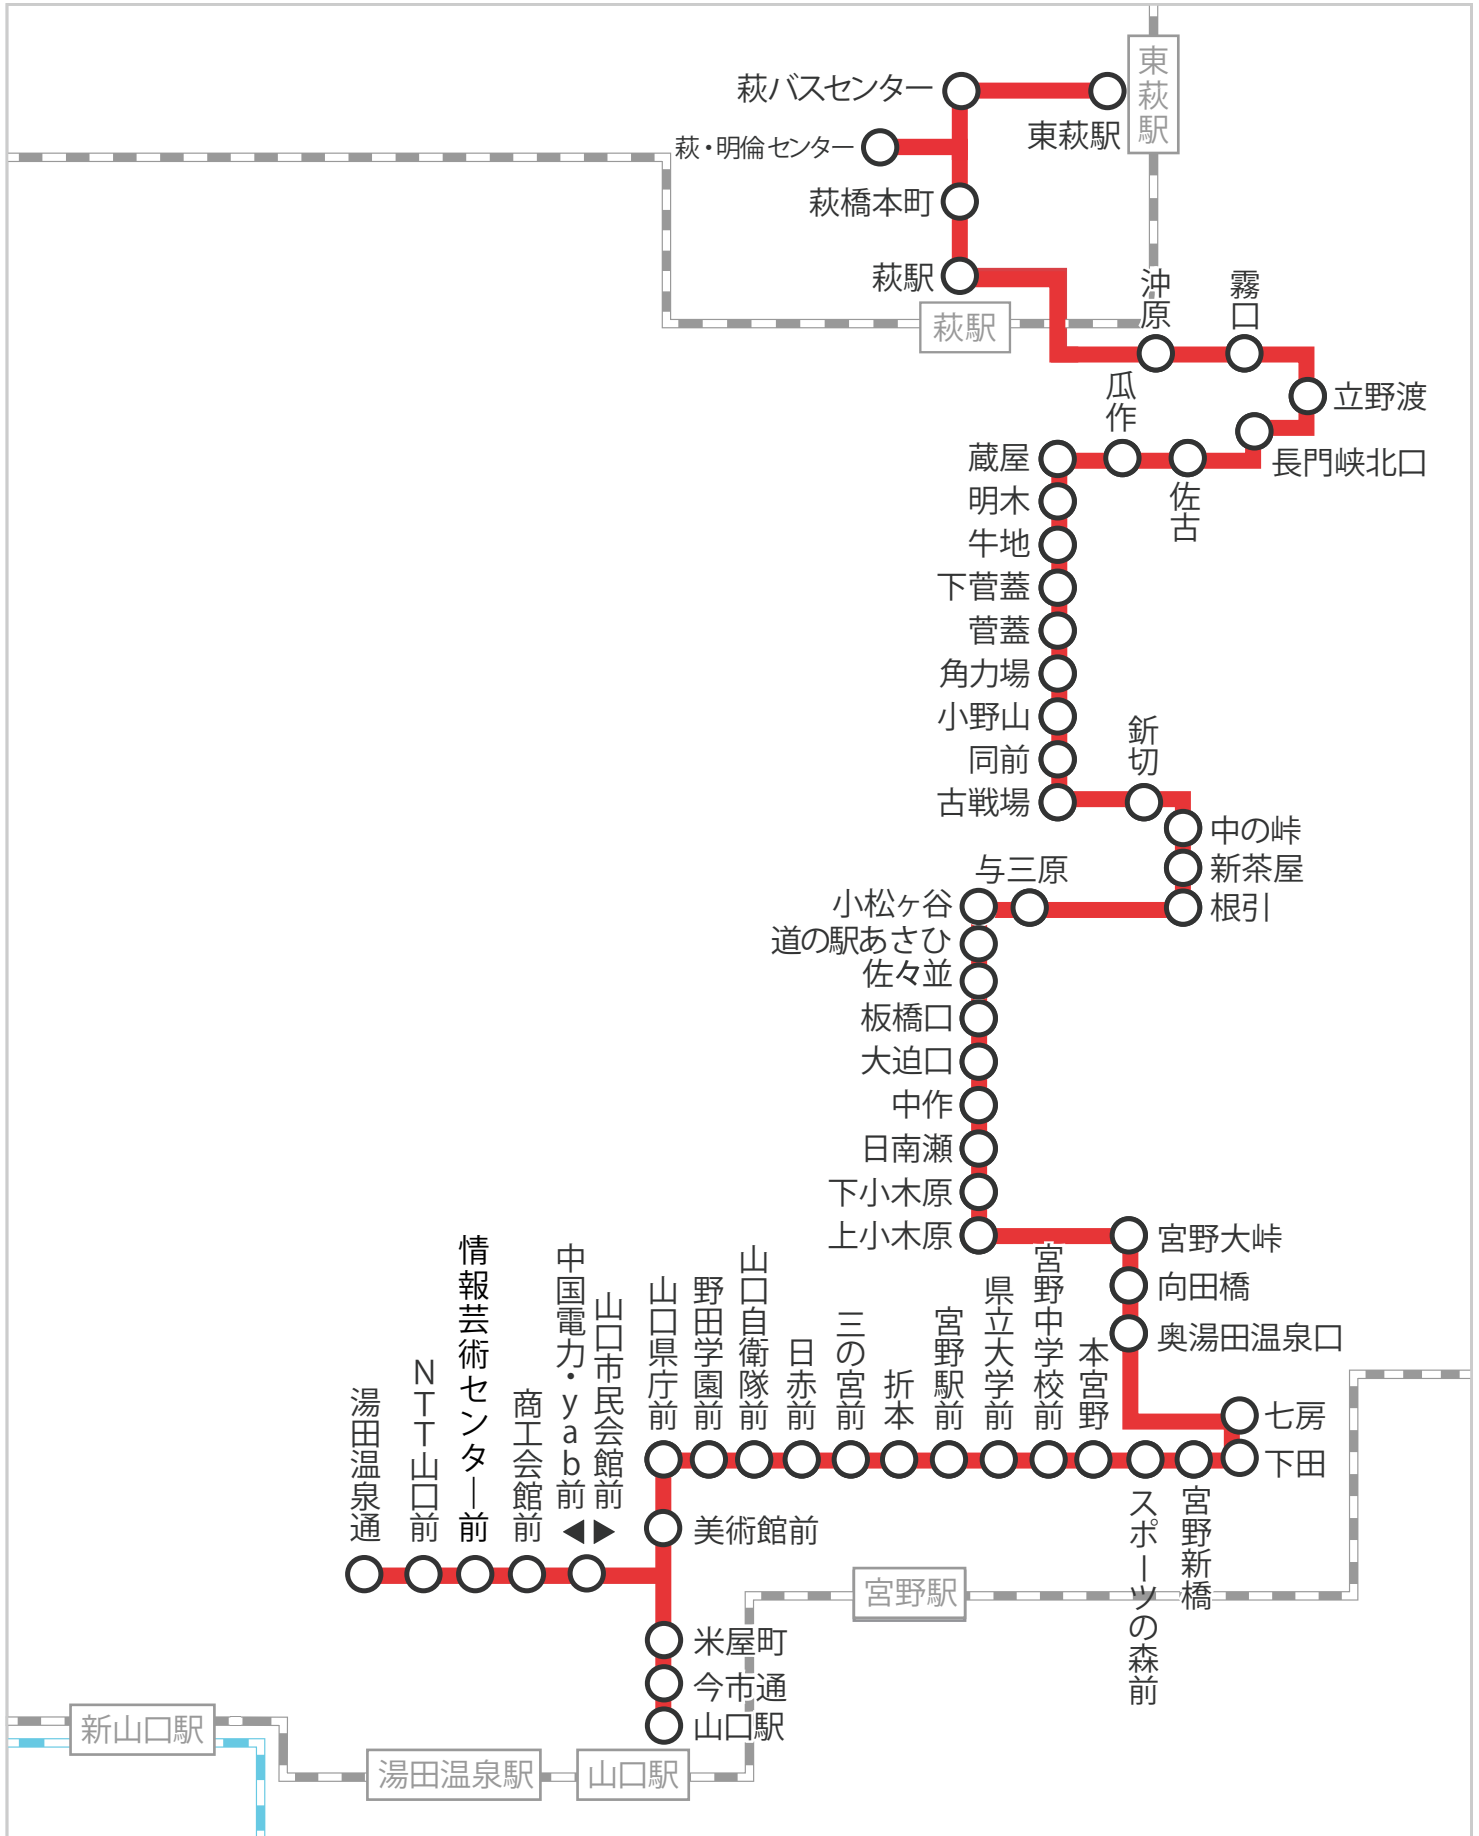 東萩駅
萩バスセンター
東萩駅
萩・明倫センター
萩橋本町
萩駅
萩駅
沖原
霧口
立野渡
長門峡北口
佐古
瓜作
蔵屋
明木
牛地
下菅蓋
菅蓋
角力場
小野山
同前
古戦場
釿切
中の峠
新茶屋
根引
与三原
小松ヶ谷
道の駅あさひ
佐々並
板橋口
大迫口
中作
日南瀬
下小木原
上小木原
宮野大峠
向田橋
奥湯田温泉口
七房
下田
宮野新橋
スポーツの森前
本宮野
宮野中学校前
県立大学前
宮野駅前
折本
三の宮前
日赤前
山口自衛隊前
野田学園前
山口県庁前
美術館前
山口市民会館前
中国電力・yab前
◀▶
商工会館前
情報芸術センター前
NTT山口前
湯田温泉通
米屋町
今市通
山口駅
宮野駅
新山口駅
湯田温泉駅
山口駅